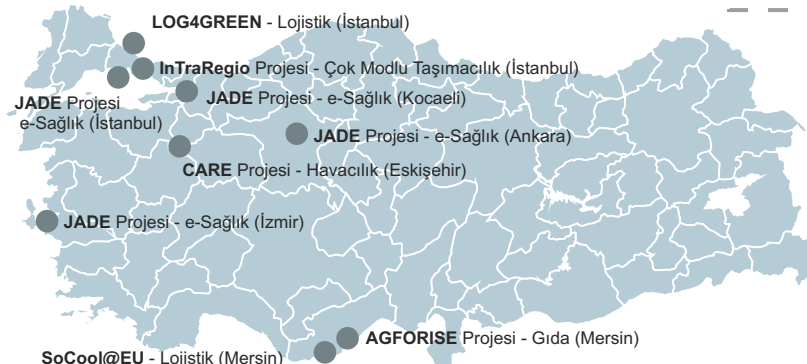 LOG4GREEN - Lojistik (İstanbul)
InTraRegio Projesi - Çok Modlu Taşımacılık (İstanbul)
JADE Projesi
e-Sağlık (İstanbul)
JADE Projesi - e-Sağlık (Kocaeli)
JADE Projesi - e-Sağlık (Ankara)
CARE Projesi - Havacılık (Eskişehir)
JADE Projesi - e-Sağlık (İzmir)
AGFORISE Projesi - Gıda (Mersin)
SoCool@EU - Lojistik (Mersin)